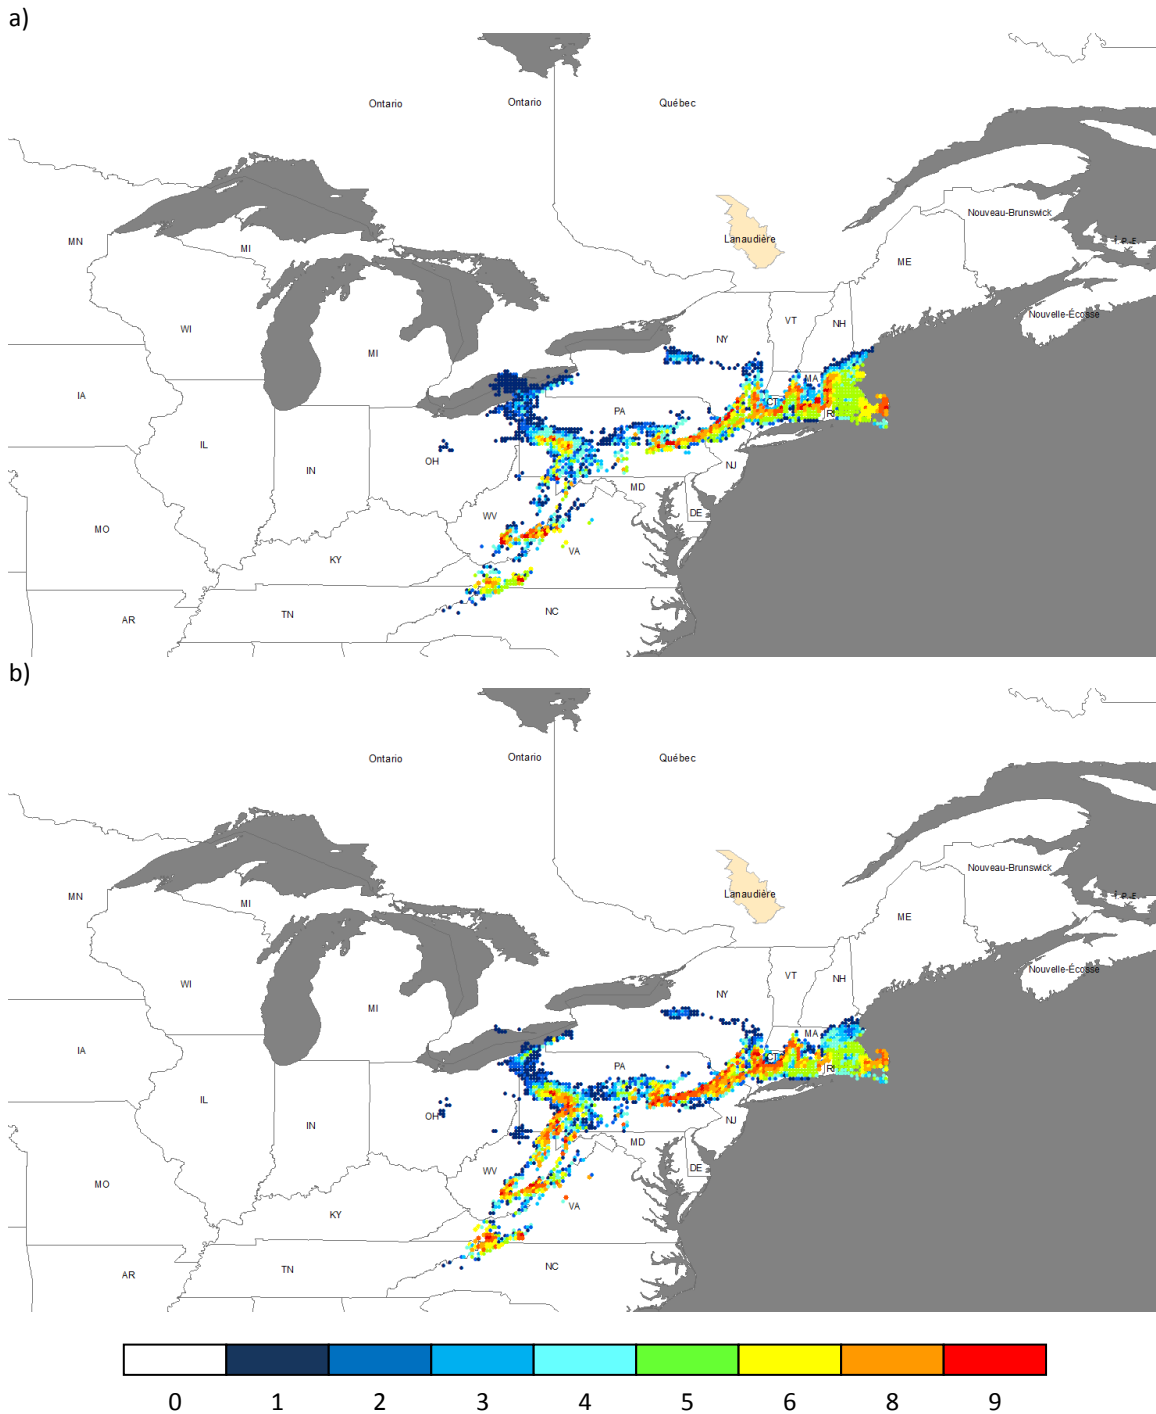 a)
Ontario
Ontario
Québec
Nouveau-Brunswick
Lanaudière
Î.-P.-É.
MN
MI
ME
Nouvelle-Écosse
WI
VT
NH
NY
MI
MA
IA
CT
PA
RI
IL
OH
NJ
IN
MD
WV
DE
MO
VA
KY
NC
TN
AR
b)
Ontario
Ontario
Québec
Nouveau-Brunswick
Lanaudière
Î.-P.-É.
MN
MI
ME
Nouvelle-Écosse
WI
VT
NH
NY
MI
MA
IA
CT
PA
RI
IL
OH
NJ
IN
MD
WV
DE
MO
VA
KY
NC
TN
AR
0 1 2 3 4 5 6 8 9